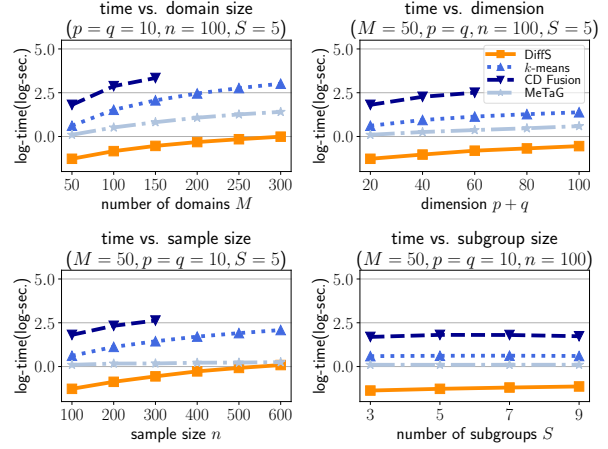 time vs. domain size
(p = q = 10, n = 100, S = 5)
log-time(log-sec.)
5.0
2.5
0.0
50 100 150 200 250 300
number of domains M
time vs. dimension
(M = 50, p = q, n = 100, S = 5)
log-time(log-sec.)
5.0
2.5
0.0
DiffS
k-means
CD Fusion
MeTaG
20 40 60 80 100
dimension p + q
time vs. sample size
(M = 50, p = q = 10, S = 5)
log-time(log-sec.)
5.0
2.5
0.0
100 200 300 400 500 600
sample size n
time vs. subgroup size
(M = 50, p = q = 10, n = 100)
log-time(log-sec.)
5.0
2.5
0.0
3 5 7 9
number of subgroups S